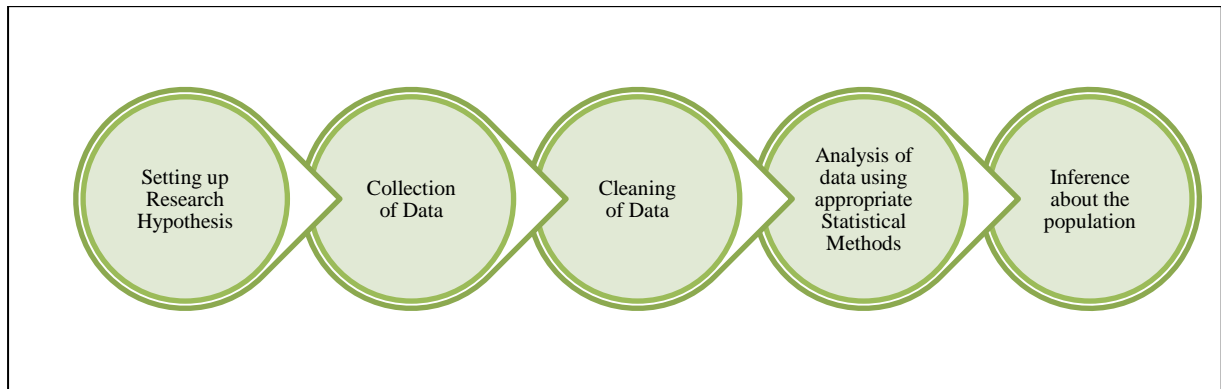 Setting up
Research
Hypothesis
Collection
of Data
Cleaning
of Data
Analysis of
data using
appropriate
Statistical
Methods
Inference
about the
population